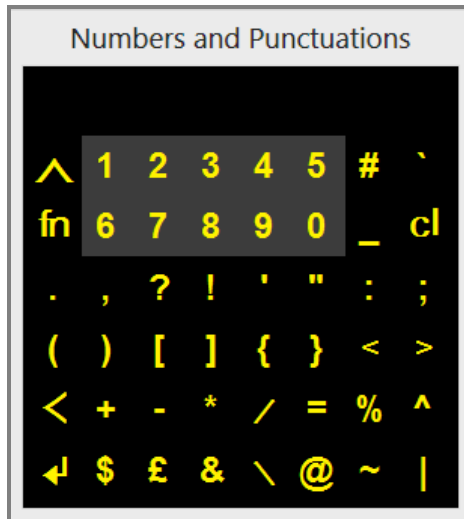 Numbers and Punctuations
∧ 1 2 3 4 5 # `
fn 6 7 8 9 0 _ cl
. , ? ! ' " : ;
( ) [ ] { } < >
< + - * / = % ^
↲ $ £ & \ @ ~ |